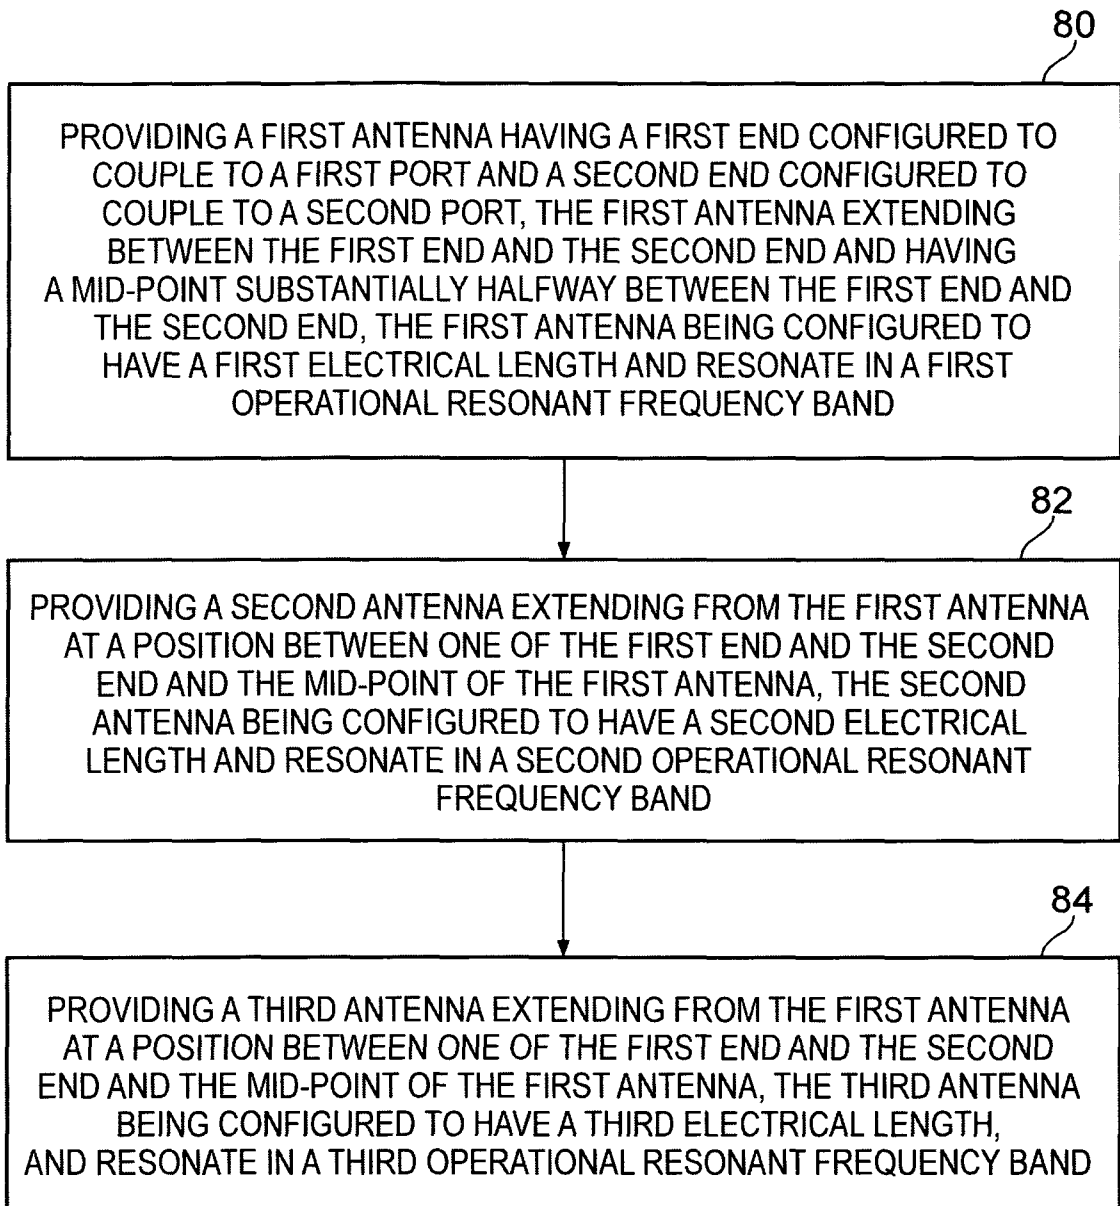 80
PROVIDING A FIRST ANTENNA HAVING A FIRST END CONFIGURED TO
COUPLE TO A FIRST PORT AND A SECOND END CONFIGURED TO
COUPLE TO A SECOND PORT, THE FIRST ANTENNA EXTENDING
BETWEEN THE FIRST END AND THE SECOND END AND HAVING
A MID-POINT SUBSTANTIALLY HALFWAY BETWEEN THE FIRST END AND
THE SECOND END, THE FIRST ANTENNA BEING CONFIGURED TO
HAVE A FIRST ELECTRICAL LENGTH AND RESONATE IN A FIRST
OPERATIONAL RESONANT FREQUENCY BAND
82
PROVIDING A SECOND ANTENNA EXTENDING FROM THE FIRST ANTENNA
AT A POSITION BETWEEN ONE OF THE FIRST END AND THE SECOND
END AND THE MID-POINT OF THE FIRST ANTENNA, THE SECOND
ANTENNA BEING CONFIGURED TO HAVE A SECOND ELECTRICAL
LENGTH AND RESONATE IN A SECOND OPERATIONAL RESONANT
FREQUENCY BAND
84
PROVIDING A THIRD ANTENNA EXTENDING FROM THE FIRST ANTENNA
AT A POSITION BETWEEN ONE OF THE FIRST END AND THE SECOND
END AND THE MID-POINT OF THE FIRST ANTENNA, THE THIRD ANTENNA
BEING CONFIGURED TO HAVE A THIRD ELECTRICAL LENGTH,
AND RESONATE IN A THIRD OPERATIONAL RESONANT FREQUENCY BAND